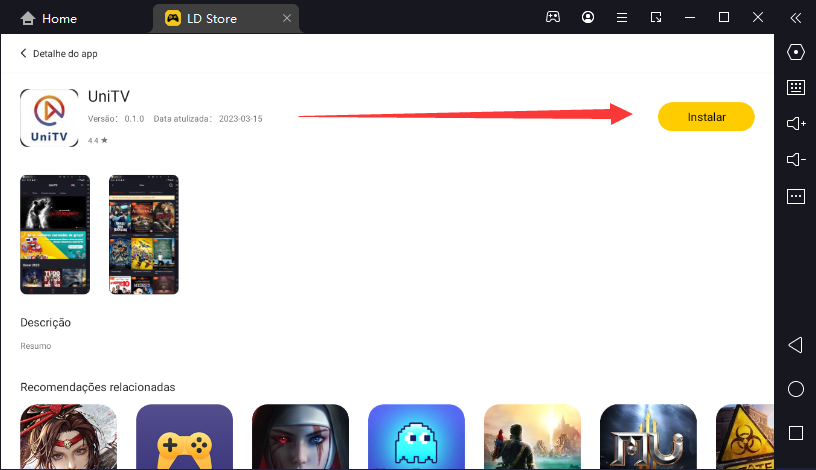 Home
LD Store
Detalhe do app
UniTV
UniTV
Versão: 0.1.0 Data atulizada: 2023-03-15
4.4 ★
Instalar
Descrição
Resumo
Recomendações relacionadas